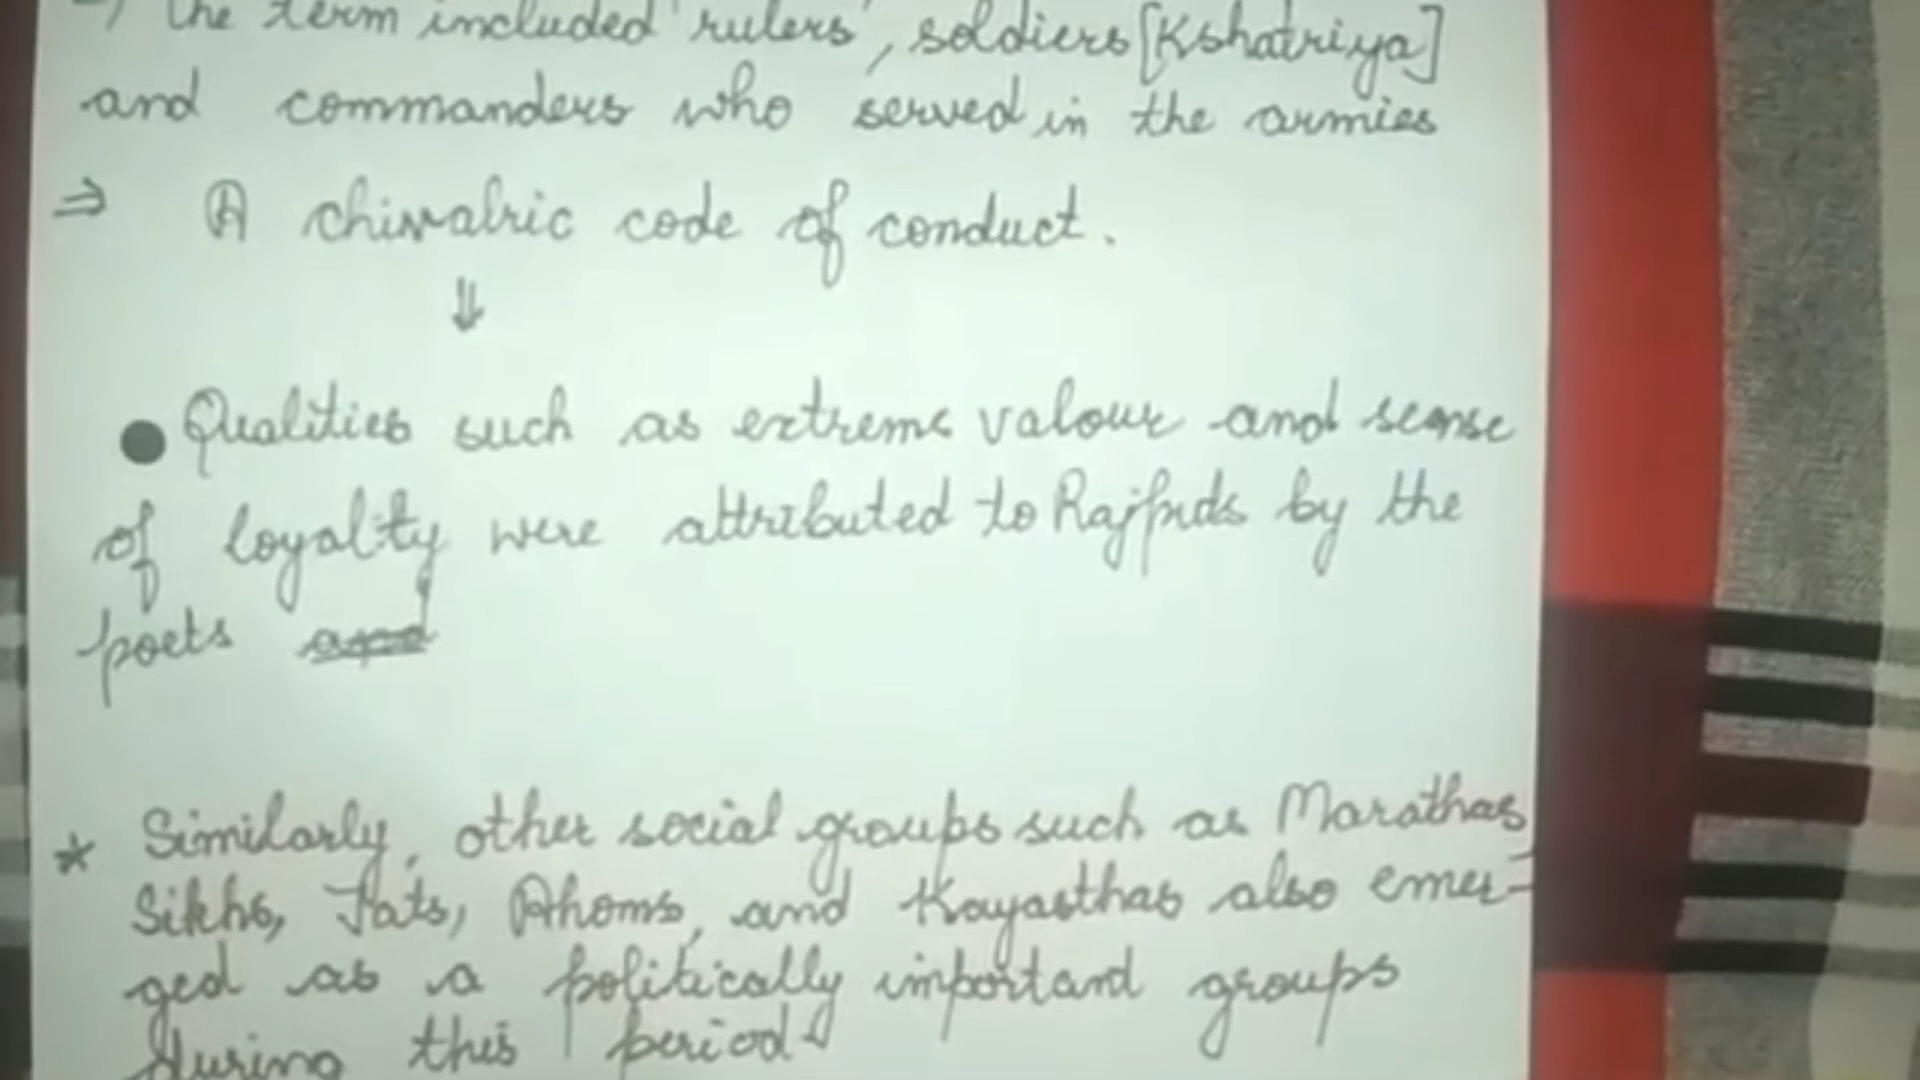 the term included 'rulers', soldiers [Kshatriya]
and commanders who served in the armies
⇒ A chivalric code of conduct.
⇓
● Qualities such as extreme valour and sense
of loyalty were attributed to Rajputs by the
poets and
* Similarly, other social groups such as Marathas
Sikhs, Jats, Ahoms, and Kayasthas also emer-
ged as a politically important groups
during this period